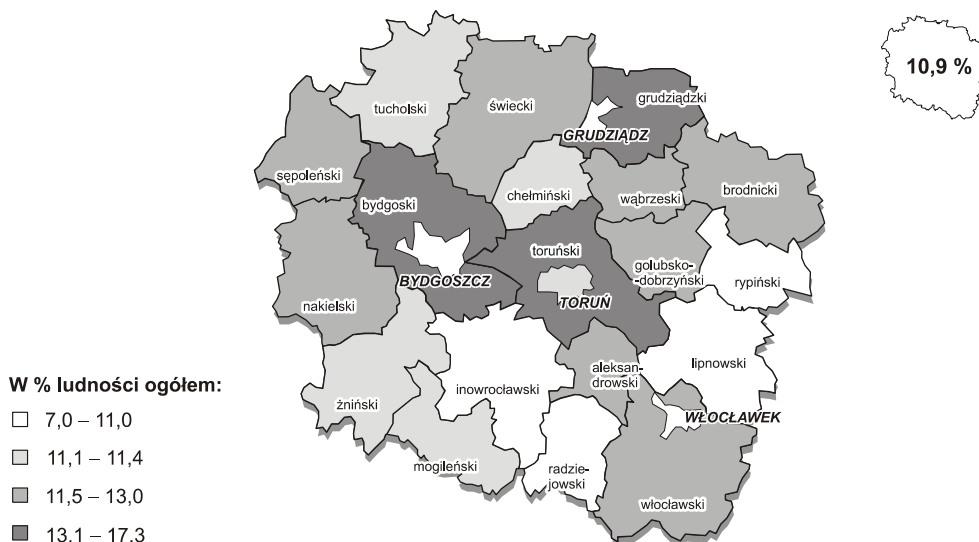 10,9 %
tucholski
świecki
grudziądzki
GRUDZIĄDZ
sępoleński
bydgoski
chełmiński
wąbrzeski
brodnicki
toruński
golubsko-
-dobrzyński
rypiński
BYDGOSZCZ
TORUŃ
nakielski
aleksan-
drowski
lipnowski
inowrocławski
żniński
WŁOCŁAWEK
mogileński
radzie-
jowski
włocławski
W % ludności ogółem:
7,0 – 11,0
11,1 – 11,4
11,5 – 13,0
13,1 – 17,3